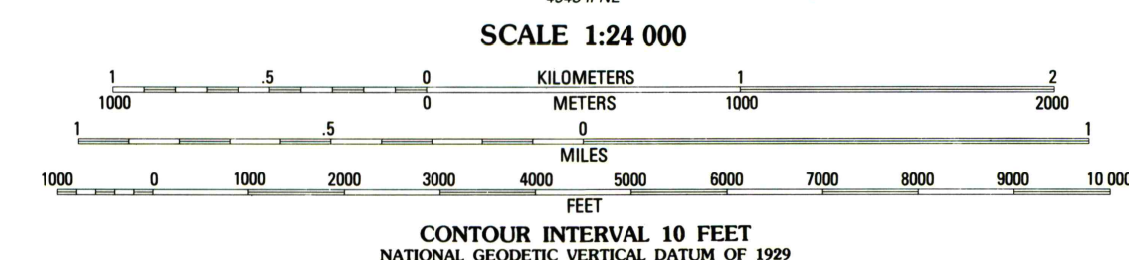 SCALE 1:24 000
1 .5 0 KILOMETERS 1 2
1000 0 METERS 1000 2000
1 .5 0 1
MILES
1000 0 1000 2000 3000 4000 5000 6000 7000 8000 9000 10 000
FEET
CONTOUR INTERVAL 10 FEET
NATIONAL GEODETIC VERTICAL DATUM OF 1929